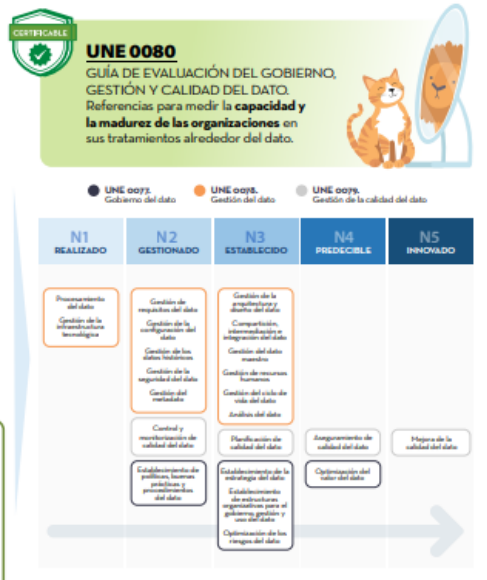 CERTIFICABLE
UNE 0080
GUÍA DE EVALUACIÓN DEL GOBIERNO,
GESTIÓN Y CALIDAD DEL DATO.
Referencias para medir la capacidad y
la madurez de las organizaciones en
sus tratamientos alrededor del dato.
UNE 0077.
Gobierno del dato
UNE 0078.
Gestión del dato
UNE 0079.
Gestión de la calidad del dato
N1
REALIZADO
N2
GESTIONADO
N3
ESTABLECIDO
N4
PREDECIBLE
N5
INNOVADO
Procesamiento
del dato
Gestión de la
infraestructura
tecnológica
Gestión de
requisitos del dato
Gestión de la
configuración del
dato
Gestión de los
datos históricos
Gestión de la
seguridad del dato
Gestión del
metadato
Control y
monitorización de
calidad del dato
Establecimiento de
políticas, buenas
prácticas y
procedimientos
del dato
Gestión de la
arquitectura y
diseño del dato
Compartición,
intermediación e
integración del dato
Gestión del dato
maestro
Gestión de recursos
humanos
Gestión del ciclo de
vida del dato
Análisis del dato
Planificación de
calidad del dato
Establecimiento de la
estrategia del dato
Establecimiento
de estructuras
organizativas para el
gobierno, gestión y
uso del dato
Optimización de los
riesgos del dato
Aseguramiento de
calidad del dato
Optimización del
valor del dato
Mejora de la
calidad del dato